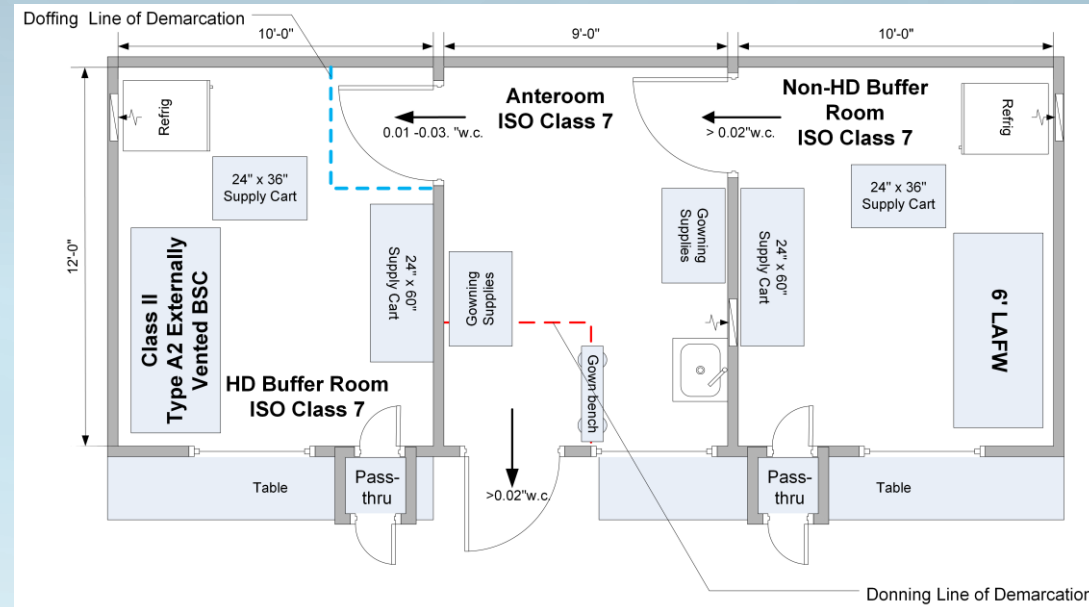 Doffing Line of Demarcation
10'-0"
9'-0"
10'-0"
12'-0"
Refrig
24" x 36"
Supply Cart
Class II
Type A2 Externally
Vented BSC
24" x 60"
Supply Cart
HD Buffer Room
ISO Class 7
0.01 -0.03. "w.c.
Anteroom
ISO Class 7
> 0.02"w.c.
Gowning
Supplies
Gowning
Supplies
Gown bench
>0.02"w.c.
Non-HD Buffer
Room
ISO Class 7
Refrig
24" x 36"
Supply Cart
24" x 60"
Supply Cart
6' LAFW
Table
Pass-
thru
Pass-
thru
Table
Donning Line of Demarcation